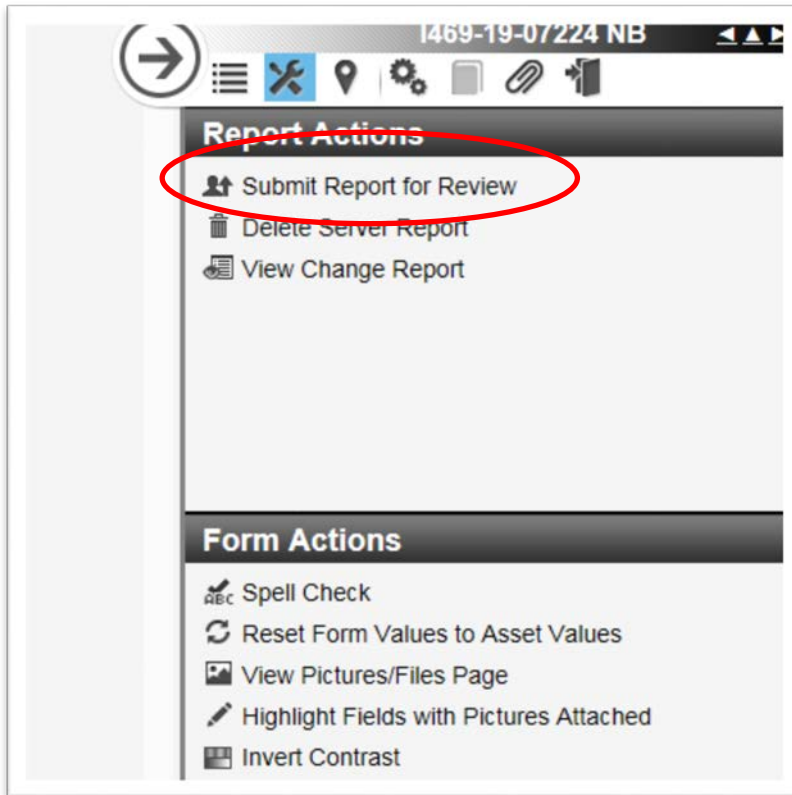 I469-19-07224 NB
Report Actions
Submit Report for Review
Delete Server Report
View Change Report
Form Actions
ABC Spell Check
Reset Form Values to Asset Values
View Pictures/Files Page
Highlight Fields with Pictures Attached
Invert Contrast